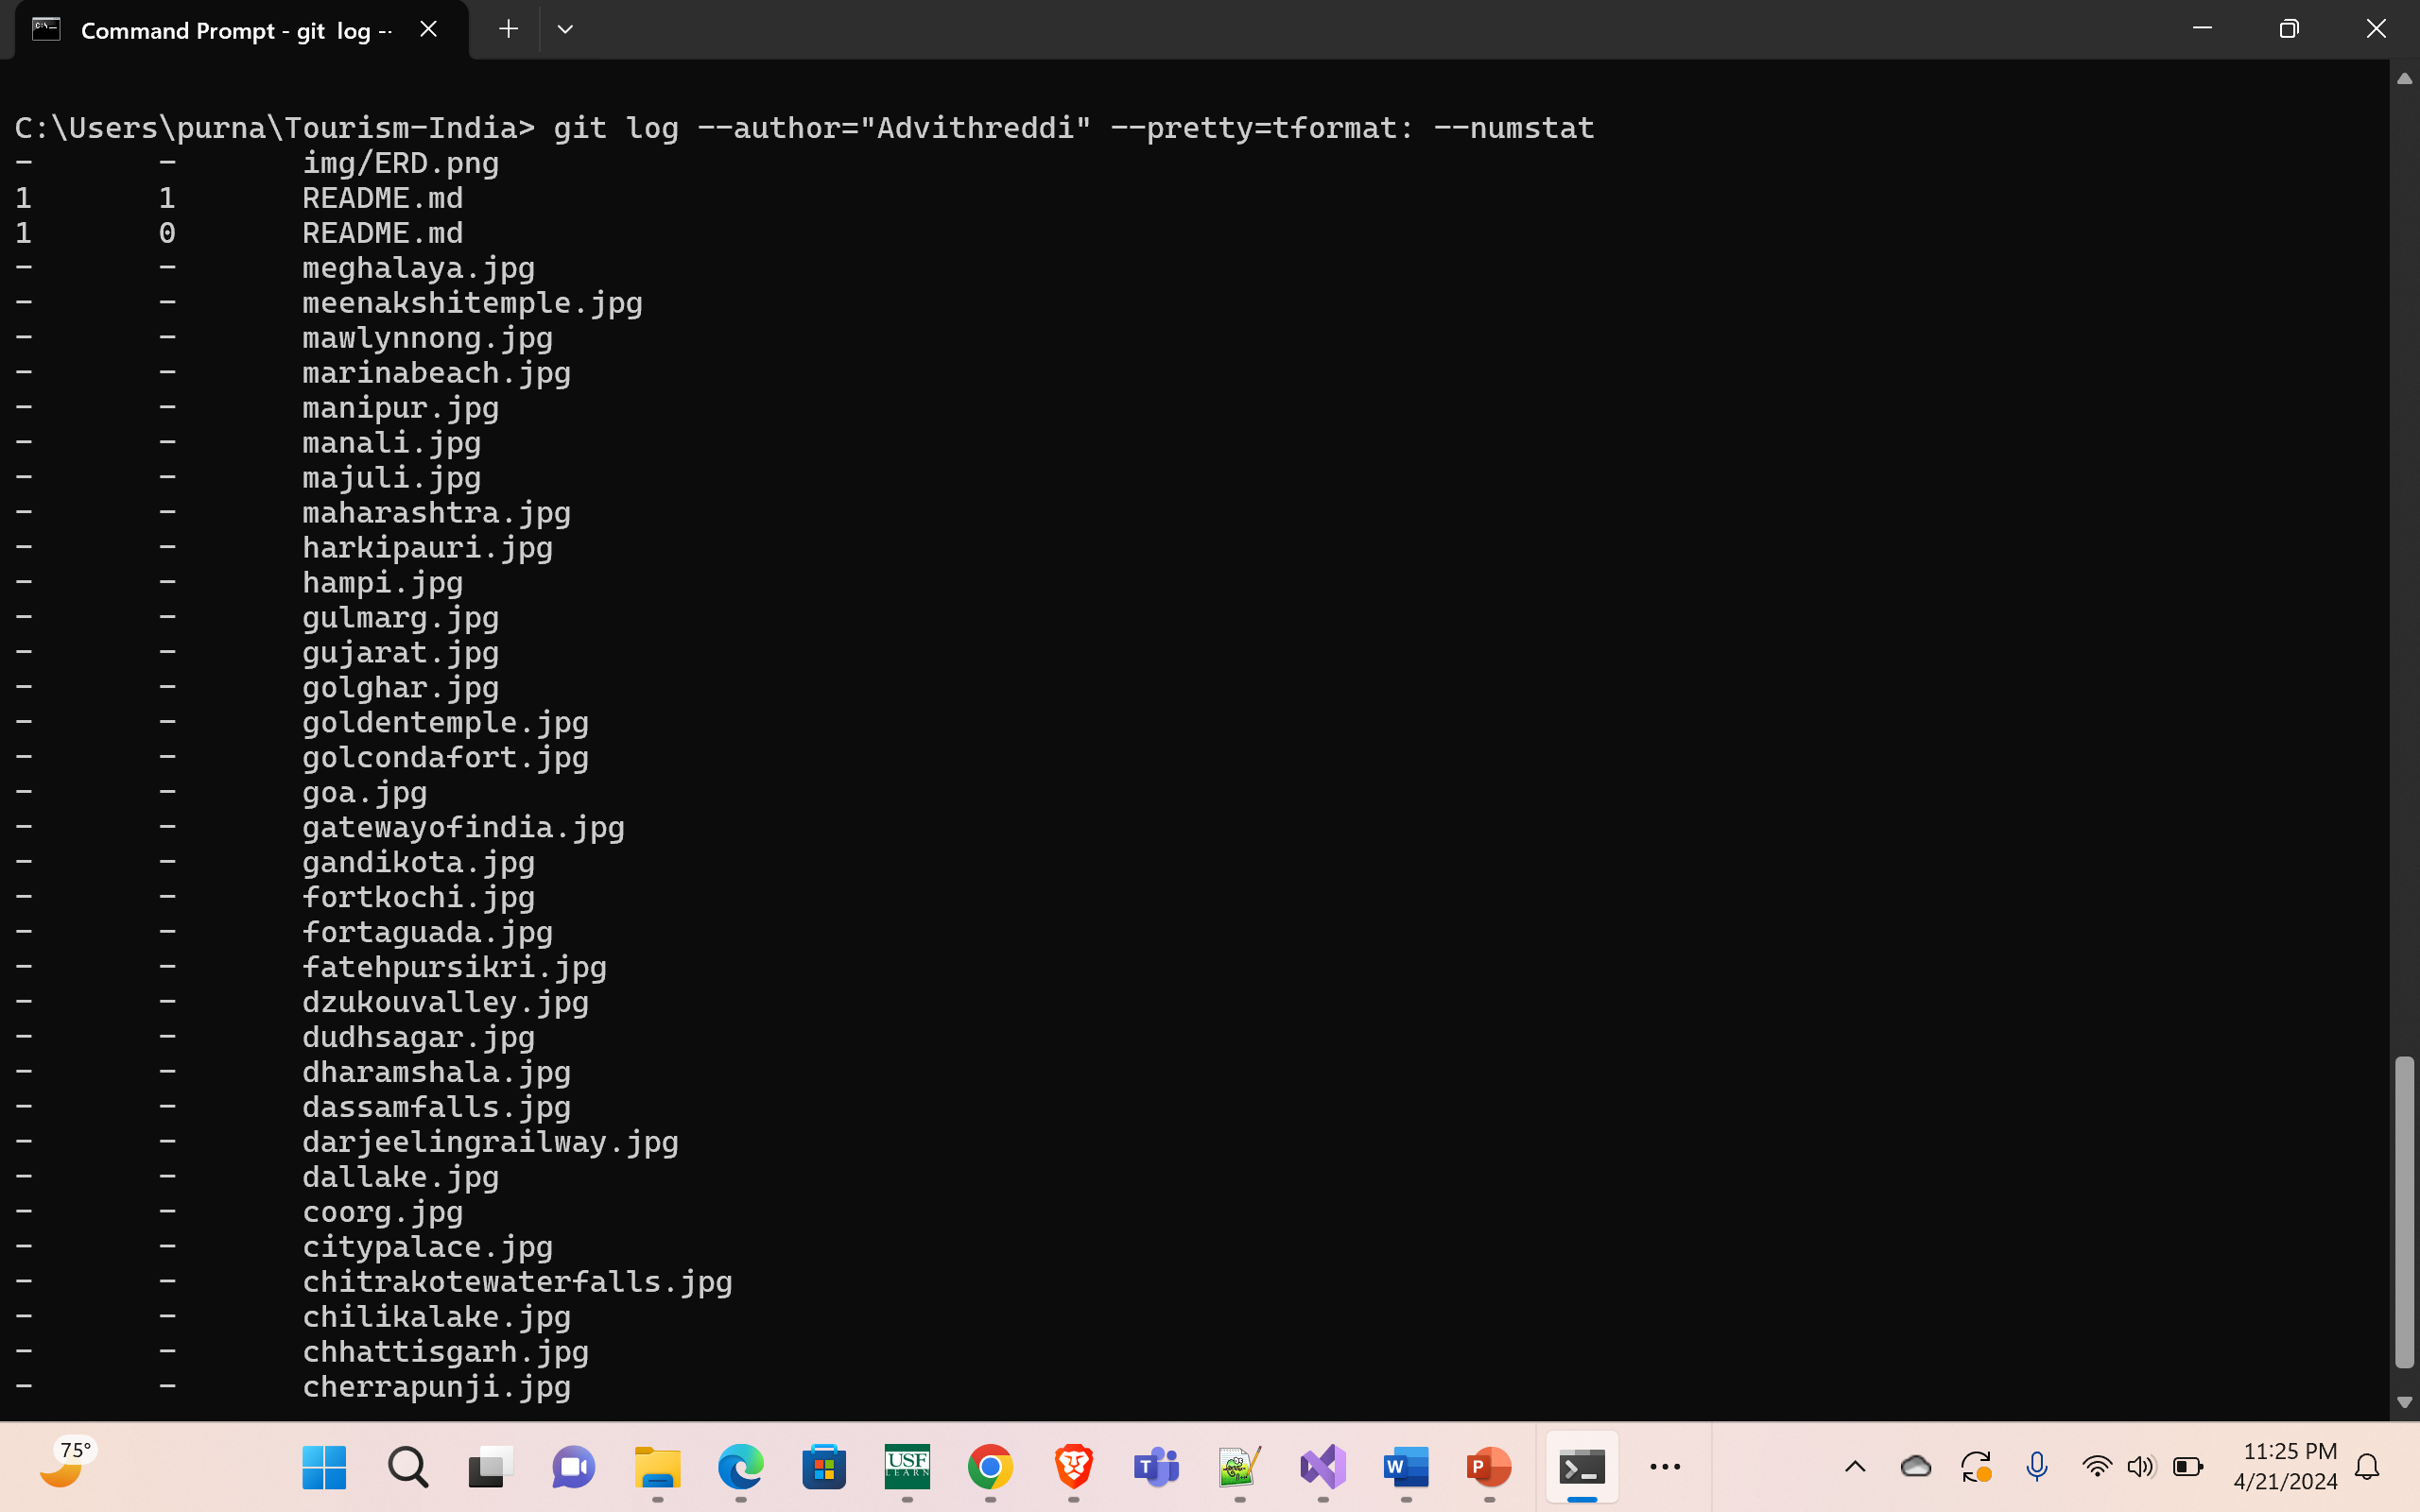 Command Prompt - git log --
C:\Users\purna\Tourism-India> git log --author="Advithreddi" --pretty=tformat: --numstat
- - img/ERD.png
1 1 README.md
1 0 README.md
- - meghalaya.jpg
- - meenakshitemple.jpg
- - mawlynnong.jpg
- - marinabeach.jpg
- - manipur.jpg
- - manali.jpg
- - majuli.jpg
- - maharashtra.jpg
- - harkipauri.jpg
- - hampi.jpg
- - gulmarg.jpg
- - gujarat.jpg
- - golghar.jpg
- - goldentemple.jpg
- - golcondafort.jpg
- - goa.jpg
- - gatewayofindia.jpg
- - gandikota.jpg
- - fortkochi.jpg
- - fortaguada.jpg
- - fatehpursikri.jpg
- - dzukouvalley.jpg
- - dudhsagar.jpg
- - dharamshala.jpg
- - dassamfalls.jpg
- - darjeelingrailway.jpg
- - dallake.jpg
- - coorg.jpg
- - citypalace.jpg
- - chitrakotewaterfalls.jpg
- - chilikalake.jpg
- - chhattisgarh.jpg
- - cherrapunji.jpg
75°
USF
LEARN
T
W
P
11:25 PM
4/21/2024